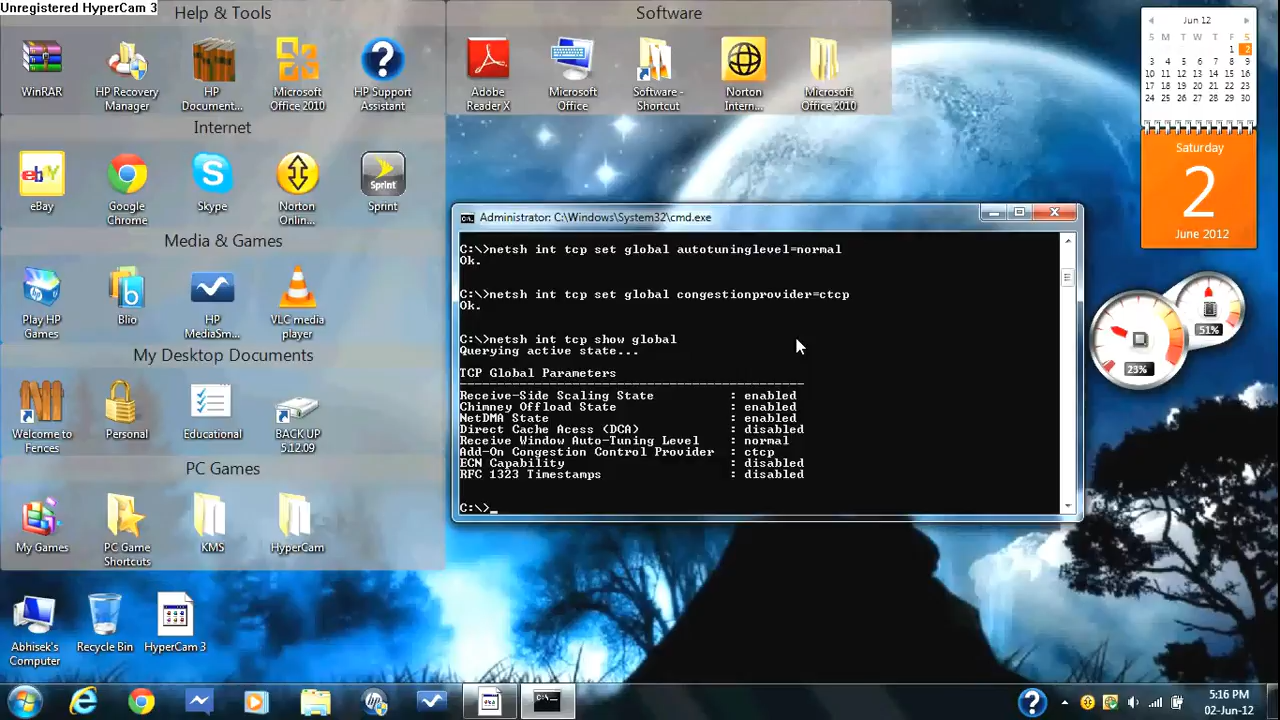 Unregistered HyperCam 3
Help & Tools
WinRAR
HP Recovery Manager
HP Document...
Microsoft Office 2010
HP Support Assistant
Software
Adobe Reader X
Microsoft Office
Software - Shortcut
Norton Intern...
Microsoft Office 2010
Internet
eBay
Google Chrome
Skype
Norton Onlin...
Sprint
Sprint
Media & Games
Play HP Games
Blio
HP MediaSm...
VLC media player
My Desktop Documents
Welcome to Fences
Personal
Educational
BACK UP 5.12.09
PC Games
My Games
PC Game Shortcuts
KMS
HyperCam
Abhisek's Computer
Recycle Bin
HyperCam 3
Administrator: C:\Windows\System32\cmd.exe
C:\>netsh int tcp set global autotuninglevel=normal
Ok.
C:\>netsh int tcp set global congestionprovider=ctcp
Ok.
C:\>netsh int tcp show global
Querying active state...
TCP Global Parameters
----------------------------------------------
Receive-Side Scaling State : enabled
Chimney Offload State : enabled
NetDMA State : enabled
Direct Cache Acess (DCA) : disabled
Receive Window Auto-Tuning Level : normal
Add-On Congestion Control Provider : ctcp
ECN Capability : disabled
RFC 1323 Timestamps : disabled
C:\>_
Jun 12
S M T W T F S
1 2
3 4 5 6 7 8 9
10 11 12 13 14 15 16
17 18 19 20 21 22 23
24 25 26 27 28 29 30
Saturday
2
June 2012
51%
23%
5:16 PM
02-Jun-12